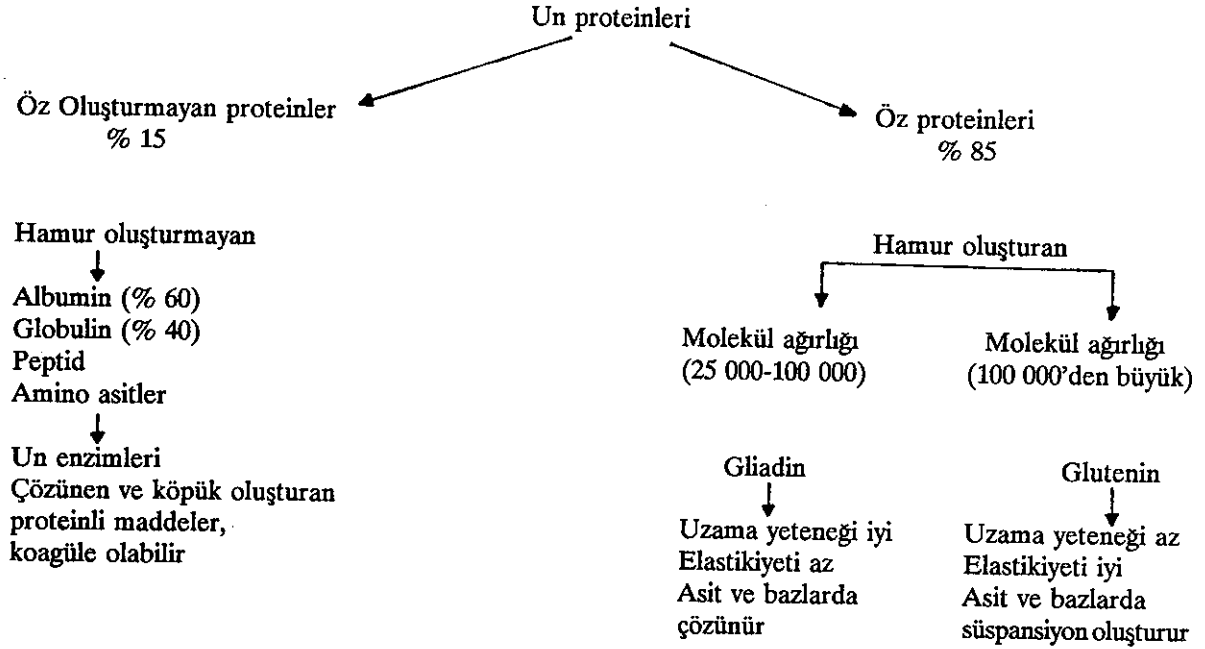 Un proteinleri
Öz Oluşturmayan proteinler
% 15
Öz proteinleri
% 85
Hamur oluşturmayan
Albumin (% 60)
Globulin (% 40)
Peptid
Amino asitler
Un enzimleri
Çözünen ve köpük oluşturan
proteinli maddeler,
koagüle olabilir
Hamur oluşturan
Molekül ağırlığı
(25 000-100 000)
Molekül ağırlığı
(100 000'den büyük)
Gliadin
Uzama yeteneği iyi
Elastikiyeti az
Asit ve bazlarda
çözünür
Glutenin
Uzama yeteneği az
Elastikiyeti iyi
Asit ve bazlarda
süspansiyon oluşturur